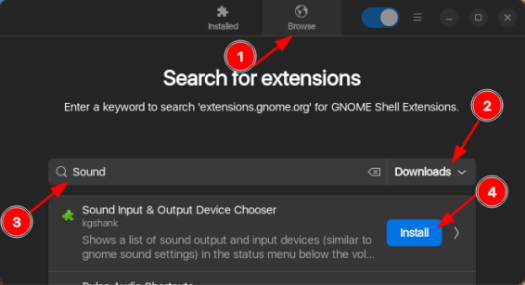 Installed
Browse
1
Search for extensions
Enter a keyword to search 'extensions.gnome.org' for GNOME Shell Extensions.
2
Sound
Downloads
3
4
Sound Input & Output Device Chooser
kgshank
Install
Shows a list of sound output and input devices (similar to
gnome sound settings) in the status menu below the vol...